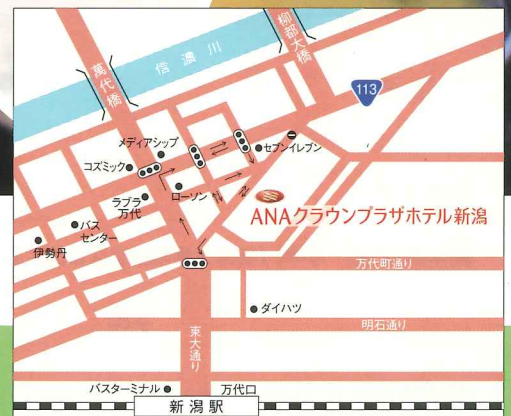 信濃川
萬代橋
柳都大橋
113
メディアシップ
コズミック
セブンイレブン
ラブラ
万代
ローソン
バス
センター
伊勢丹
ANAクラウンプラザホテル新潟
万代町通り
ダイハツ
明石通り
東大通り
バスターミナル
万代口
新潟駅